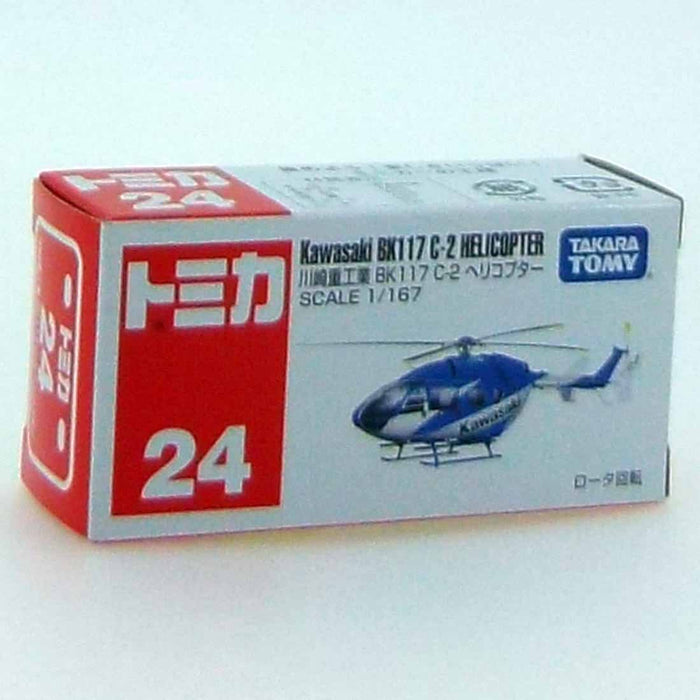 トミカ
24
トミカ
24
Kawasaki BK117 C-2 HELICOPTER
川崎重工業 BK117 C-2 ヘリコプター
SCALE 1/167
TAKARA
TOMY
トミカ
24
Kawasaki
ロータ回転